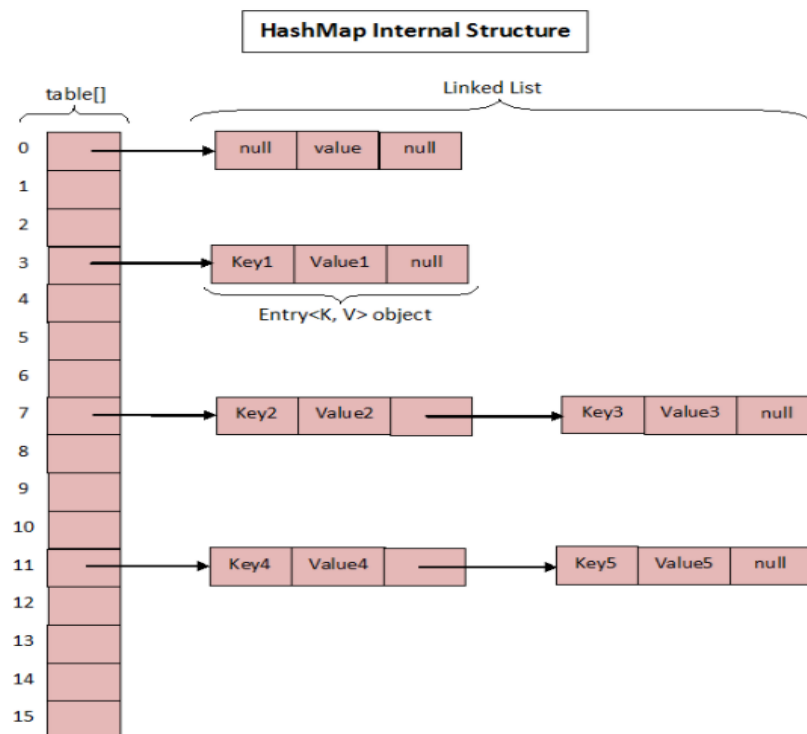 HashMap Internal Structure
table[]
Linked List
0 null value null
1
2
3 Key1 Value1 null
4
Entry<K, V> object
5
6
7 Key2 Value2 Key3 Value3 null
8
9
10
11 Key4 Value4 Key5 Value5 null
12
13
14
15